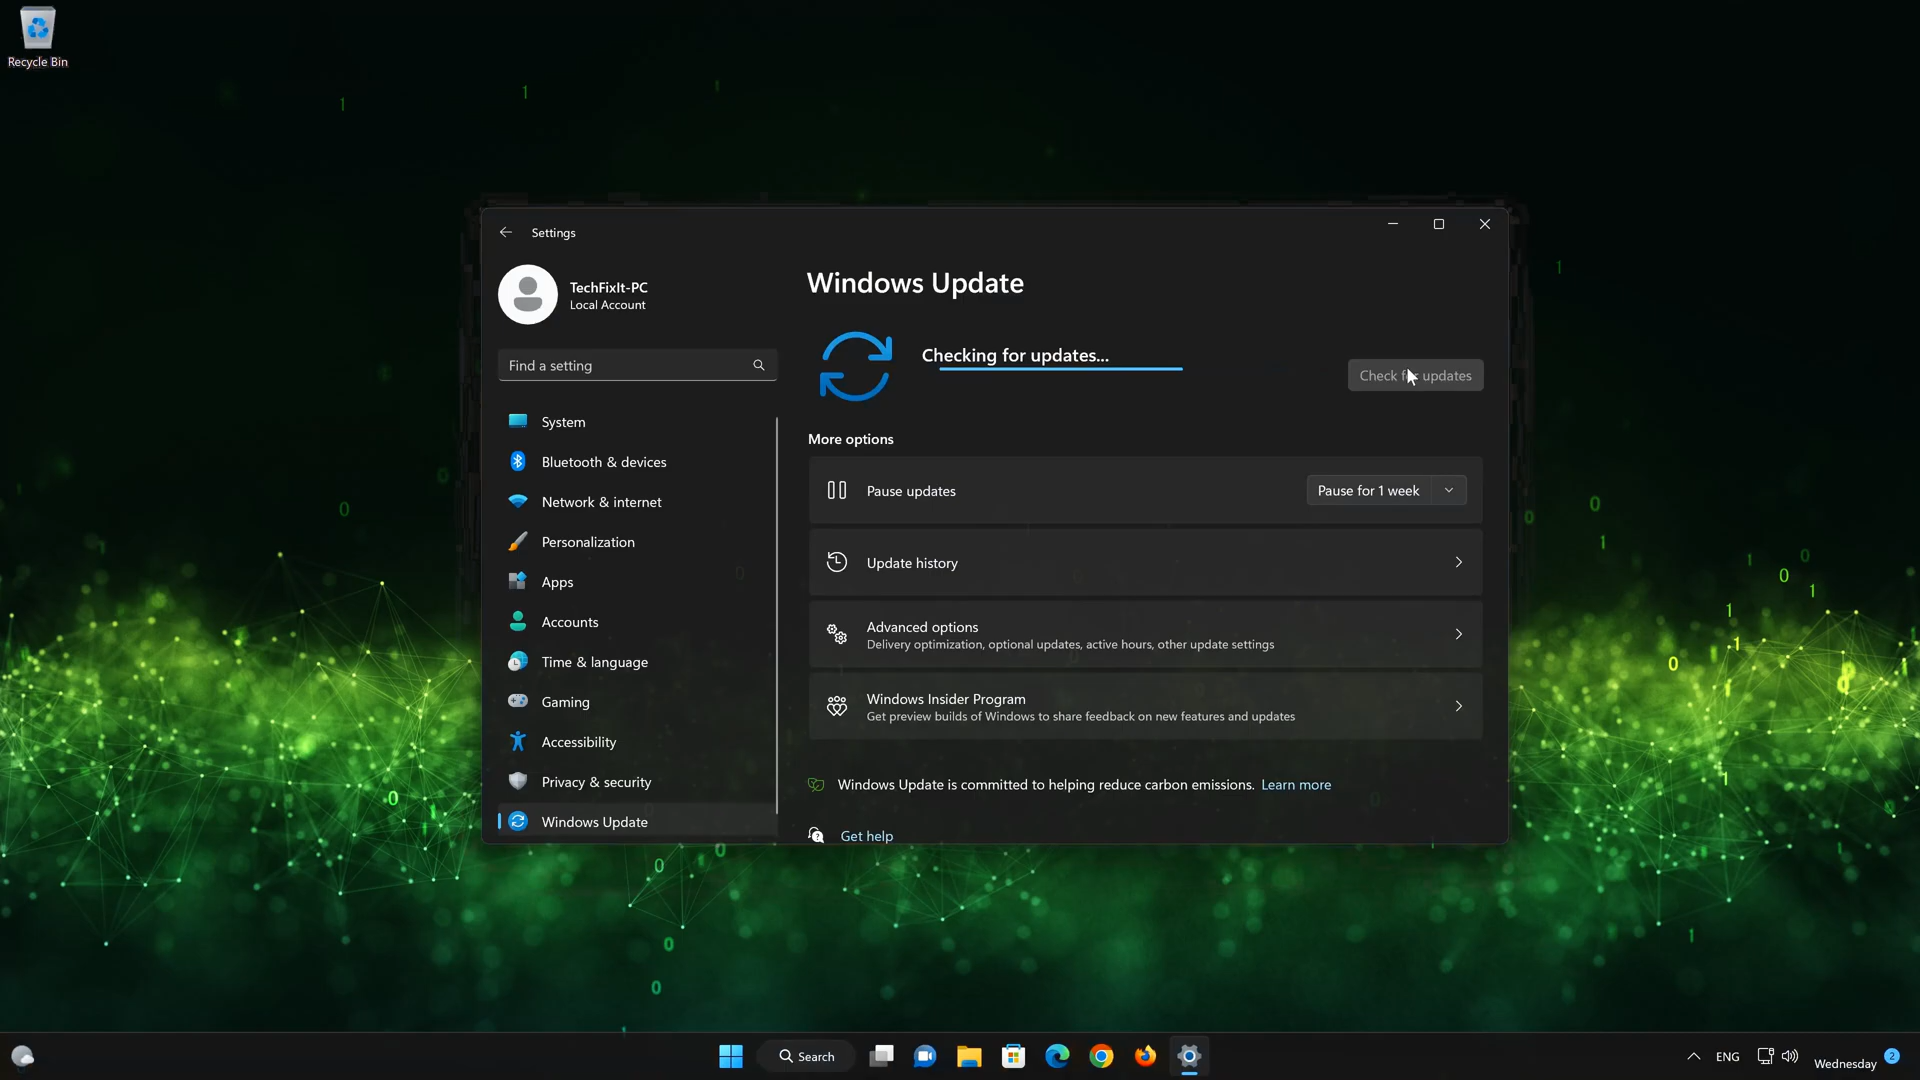 Recycle Bin
Settings
TechFixIt-PC
Local Account
Find a setting
System
Bluetooth & devices
Network & internet
Personalization
Apps
Accounts
Time & language
Gaming
Accessibility
Privacy & security
Windows Update
Windows Update
Checking for updates...
Check for updates
More options
Pause updates
Pause for 1 week
Update history
Advanced options
Delivery optimization, optional updates, active hours, other update settings
Windows Insider Program
Get preview builds of Windows to share feedback on new features and updates
Windows Update is committed to helping reduce carbon emissions. Learn more
Get help
Search
ENG
Wednesday
2